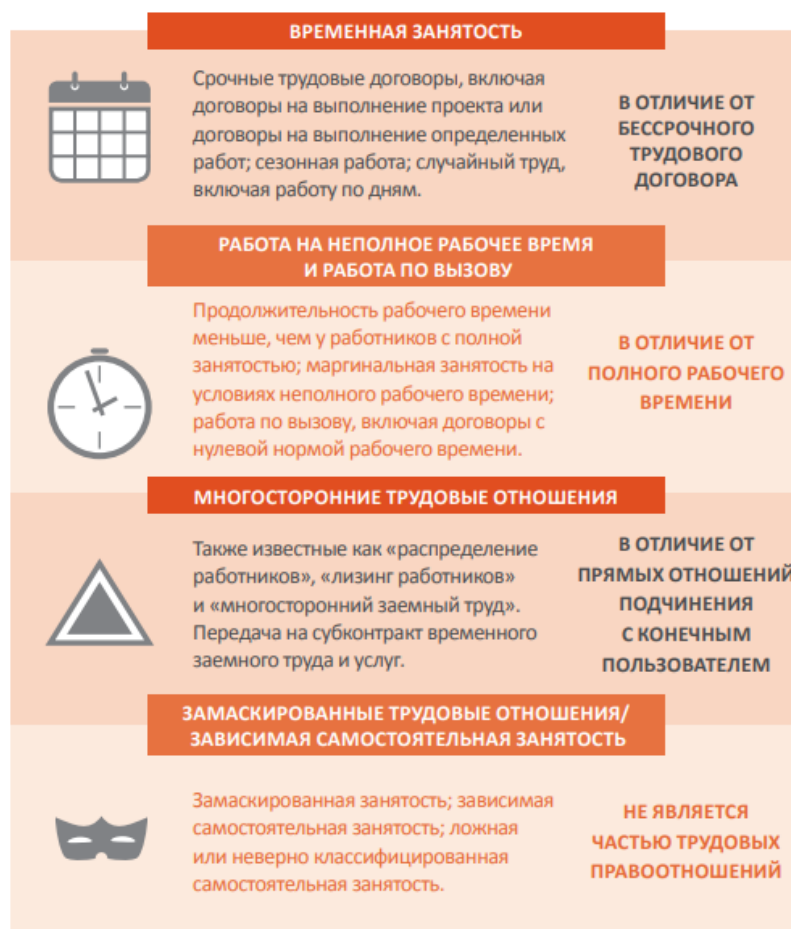 ВРЕМЕННАЯ ЗАНЯТОСТЬ
Срочные трудовые договоры, включая
договоры на выполнение проекта или
договоры на выполнение определенных
работ; сезонная работа; случайный труд,
включая работу по дням.
В ОТЛИЧИЕ ОТ
БЕССРОЧНОГО
ТРУДОВОГО
ДОГОВОРА
РАБОТА НА НЕПОЛНОЕ РАБОЧЕЕ ВРЕМЯ
И РАБОТА ПО ВЫЗОВУ
Продолжительность рабочего времени
меньше, чем у работников с полной
занятостью; маргинальная занятость на
условиях неполного рабочего времени;
работа по вызову, включая договоры с
нулевой нормой рабочего времени.
В ОТЛИЧИЕ ОТ
ПОЛНОГО РАБОЧЕГО
ВРЕМЕНИ
МНОГОСТОРОННИЕ ТРУДОВЫЕ ОТНОШЕНИЯ
Также известные как «распределение
работников», «лизинг работников»
и «многосторонний заемный труд».
Передача на субконтракт временного
заемного труда и услуг.
В ОТЛИЧИЕ ОТ
ПРЯМЫХ ОТНОШЕНИЙ
ПОДЧИНЕНИЯ
С КОНЕЧНЫМ
ПОЛЬЗОВАТЕЛЕМ
ЗАМАСКИРОВАННЫЕ ТРУДОВЫЕ ОТНОШЕНИЯ/
ЗАВИСИМАЯ САМОСТОЯТЕЛЬНАЯ ЗАНЯТОСТЬ
Замаскированная занятость; зависимая
самостоятельная занятость; ложная
или неверно классифицированная
самостоятельная занятость.
НЕ ЯВЛЯЕТСЯ
ЧАСТЬЮ ТРУДОВЫХ
ПРАВООТНОШЕНИЙ